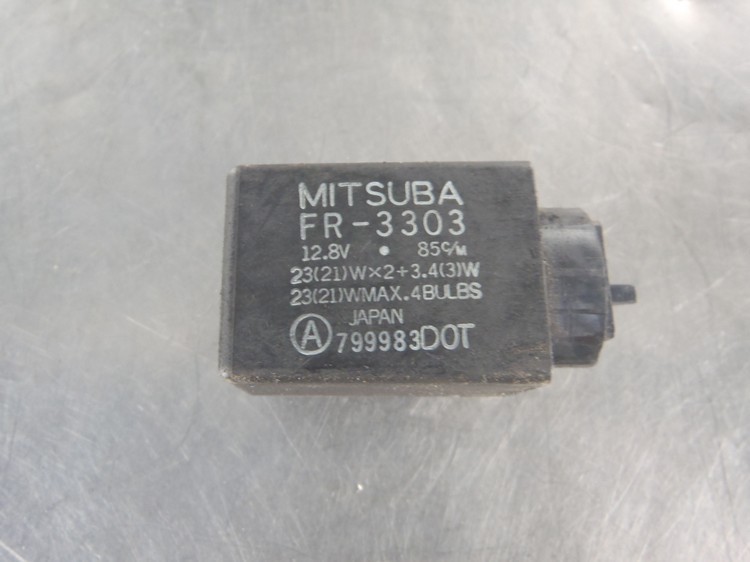 MITSUBA
FR-3303
12.8V • 85C/M
23(21)W×2+3.4(3)W
23(21)WMAX.4BULBS
JAPAN
Ⓐ 799983DOT